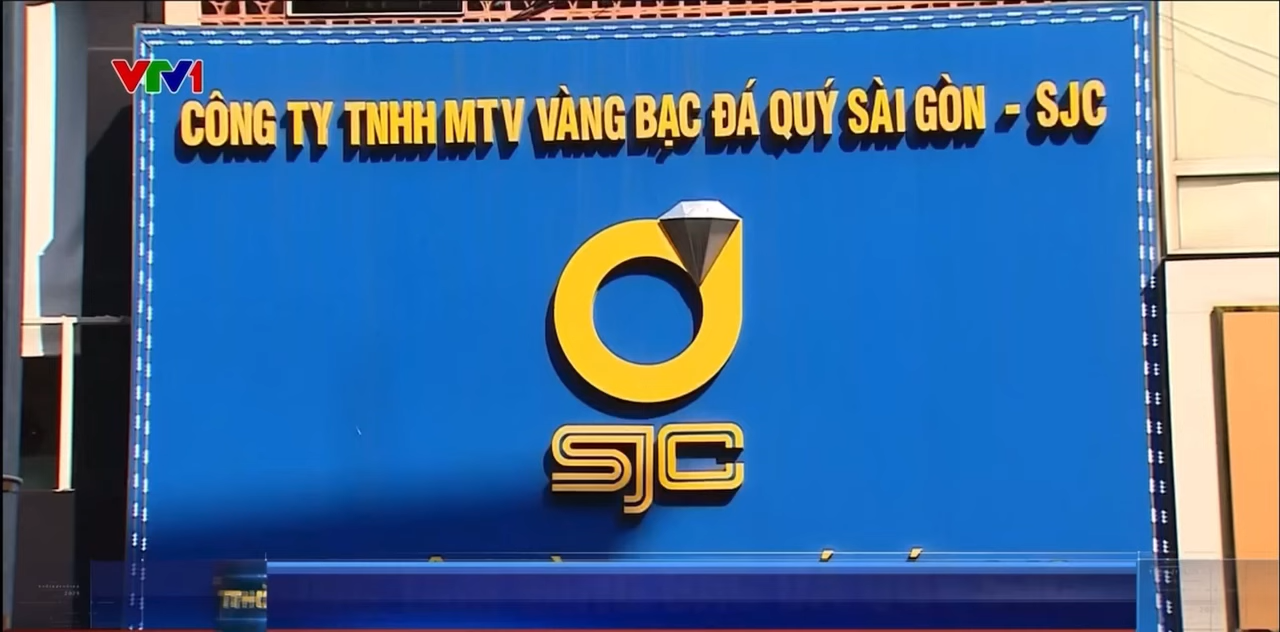 VTV1
CÔNG TY TNHH MTV VÀNG BẠC ĐÁ QUÝ SÀI GÒN - SJC
SJC